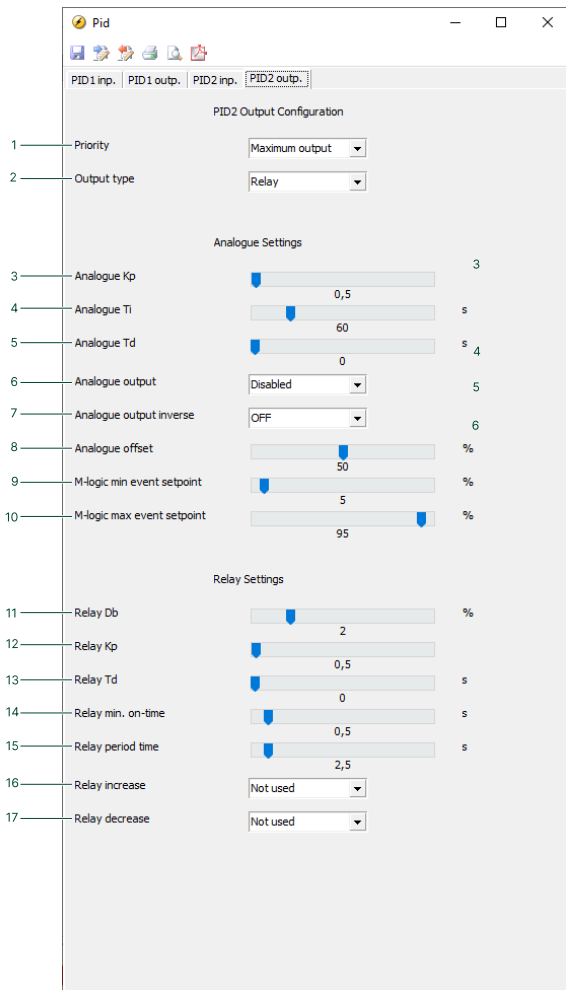 Pid
PID1 inp. PID1 outp. PID2 inp. PID2 outp.
PID2 Output Configuration
1 Priority Maximum output
2 Output type Relay
Analogue Settings
3
3 Analogue Kp
0,5
4 Analogue Ti s
60
5 Analogue Td s
4
0
6 Analogue output Disabled 5
7 Analogue output inverse OFF
6
8 Analogue offset %
50
9 M-logic min event setpoint %
5
10 M-logic max event setpoint %
95
Relay Settings
11 Relay Db %
2
12 Relay Kp
0,5
13 Relay Td s
0
14 Relay min. on-time s
0,5
15 Relay period time s
2,5
16 Relay increase Not used
17 Relay decrease Not used